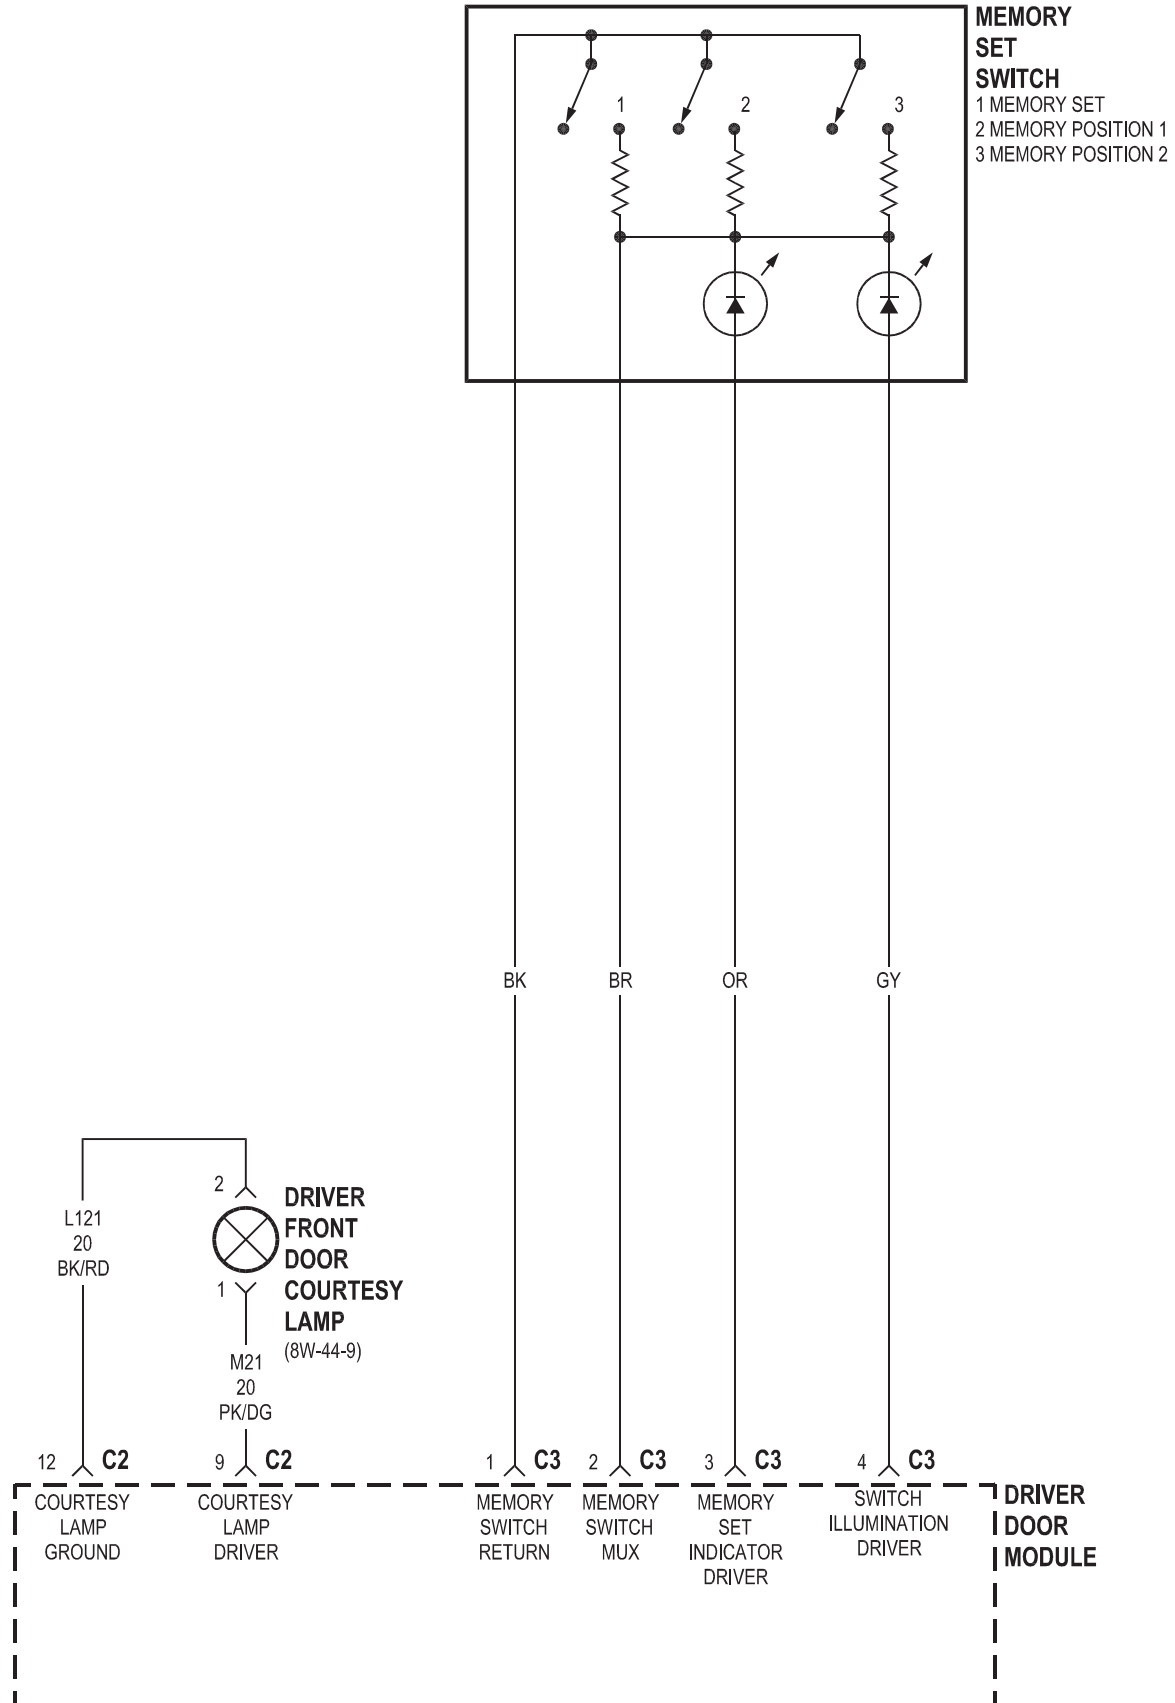 MEMORY
SET
SWITCH
1 MEMORY SET
2 MEMORY POSITION 1
3 MEMORY POSITION 2
1
2
3
BK
BR
OR
GY
2
DRIVER
FRONT
DOOR
COURTESY
LAMP
(8W-44-9)
L121
20
BK/RD
1
M21
20
PK/DG
12 C2
9 C2
1 C3
2 C3
3 C3
4 C3
COURTESY
LAMP
GROUND
COURTESY
LAMP
DRIVER
MEMORY
SWITCH
RETURN
MEMORY
SWITCH
MUX
MEMORY
SET
INDICATOR
DRIVER
SWITCH
ILLUMINATION
DRIVER
DRIVER
DOOR
MODULE